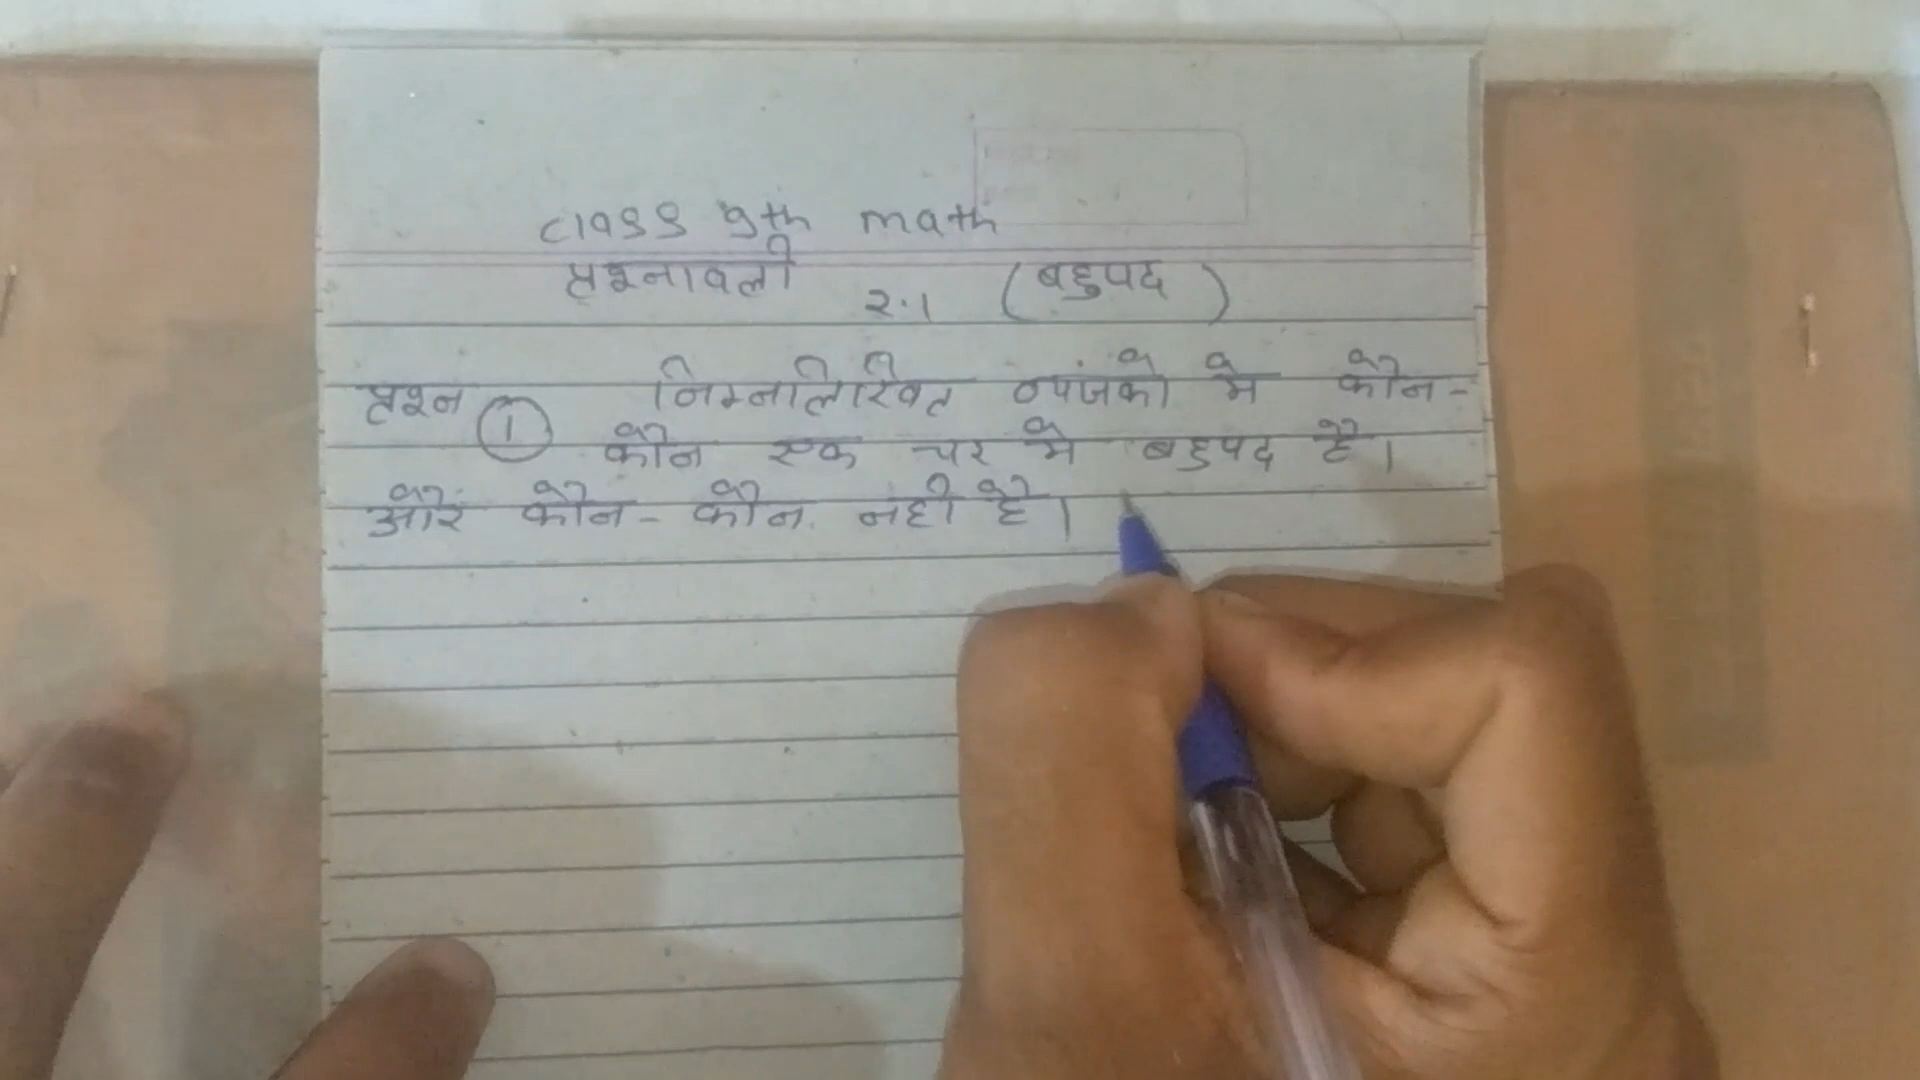 class 9th math
प्रश्नावली 2.1 (बहुपद)
प्रश्न 1 निम्नलिखित व्यंजको मे कौन-
कौन एक चर मे बहुपद है।
और कौन-कौन नही है।